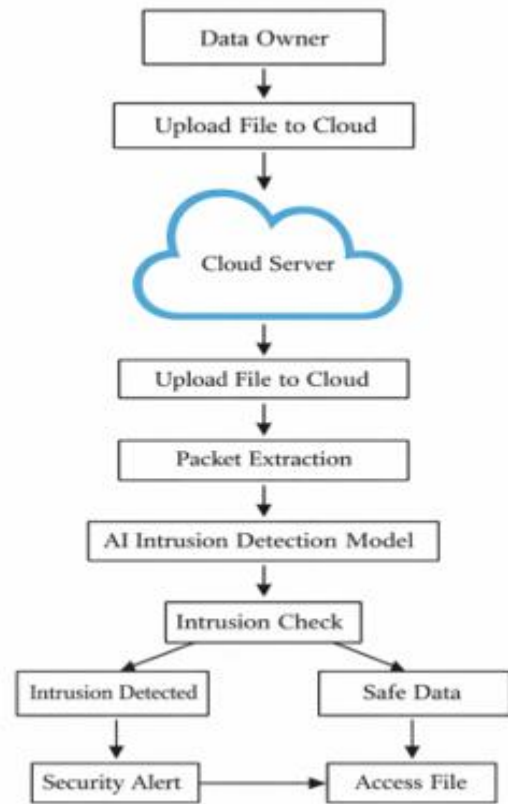 Data Owner
Upload File to Cloud
Cloud Server
Upload File to Cloud
Packet Extraction
AI Intrusion Detection Model
Intrusion Check
Intrusion Detected
Safe Data
Security Alert
Access File